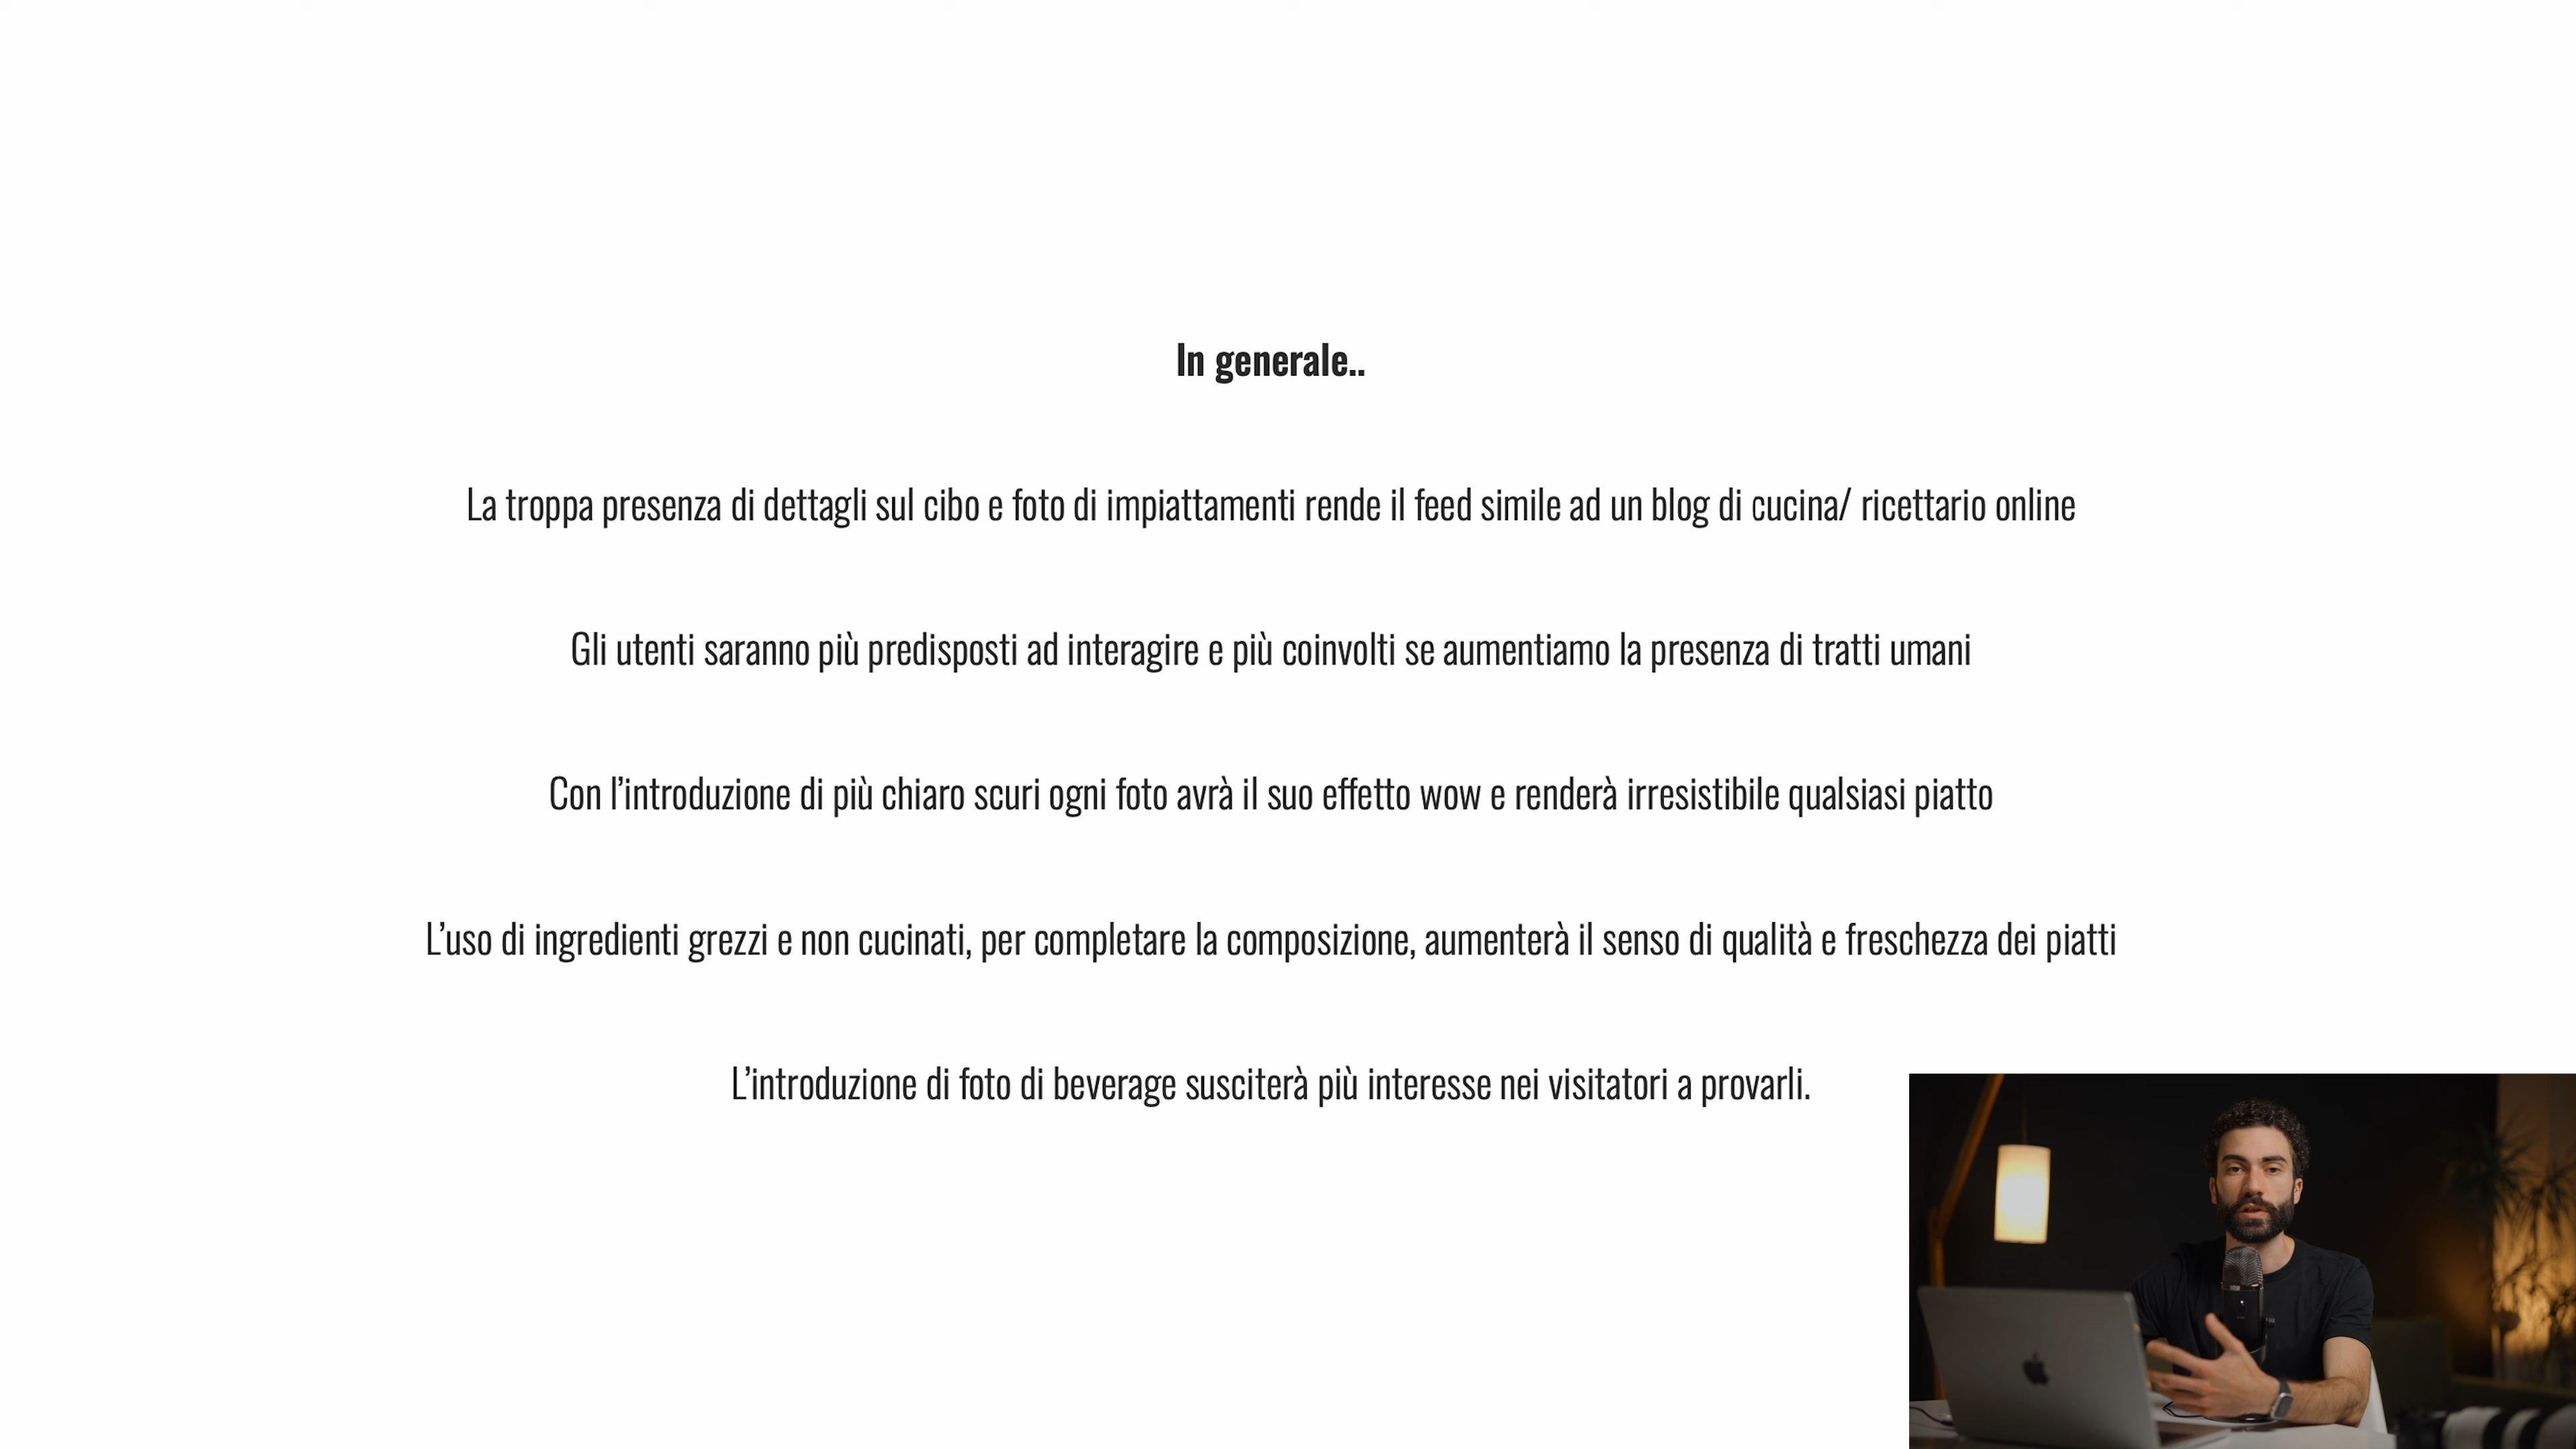 In generale..
La troppa presenza di dettagli sul cibo e foto di impiattamenti rende il feed simile ad un blog di cucina/ ricettario online
Gli utenti saranno più predisposti ad interagire e più coinvolti se aumentiamo la presenza di tratti umani
Con l’introduzione di più chiaro scuri ogni foto avrà il suo effetto wow e renderà irresistibile qualsiasi piatto
L’uso di ingredienti grezzi e non cucinati, per completare la composizione, aumenterà il senso di qualità e freschezza dei piatti
L’introduzione di foto di beverage susciterà più interesse nei visitatori a provarli.